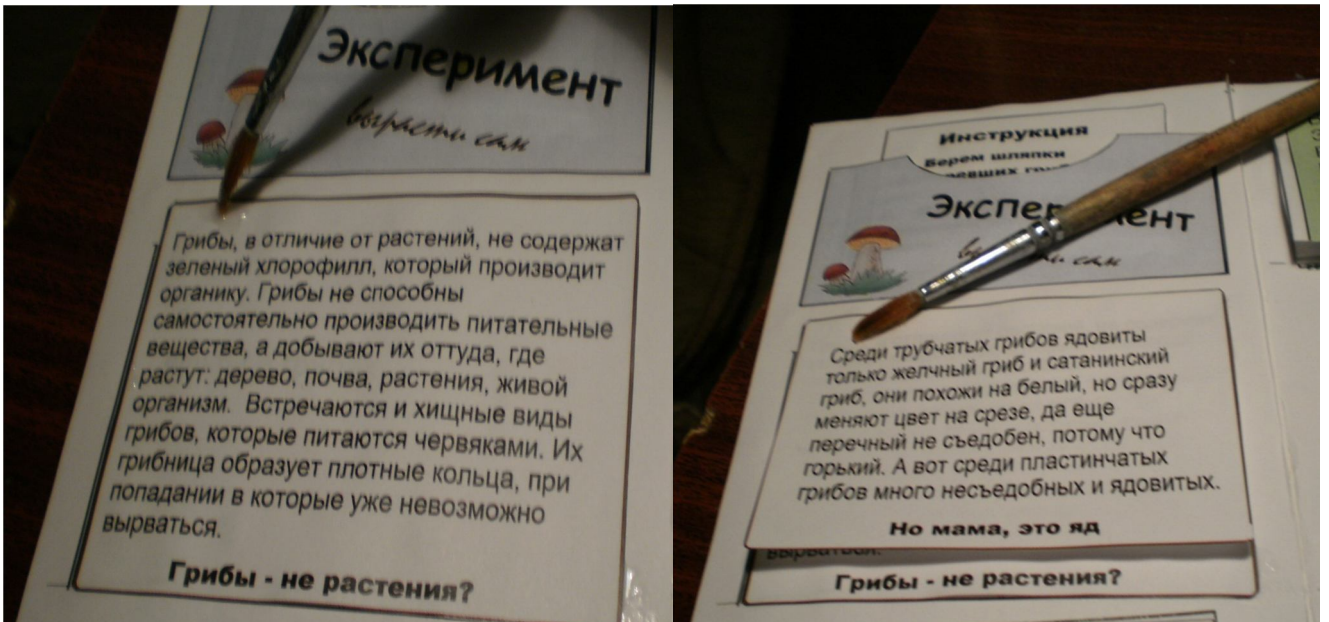 Эксперимент
вырасти сам
Грибы, в отличие от растений, не содержат
зеленый хлорофилл, который производит
органику. Грибы не способны
самостоятельно производить питательные
вещества, а добывают их оттуда, где
растут: дерево, почва, растения, живой
организм. Встречаются и хищные виды
грибов, которые питаются червяками. Их
грибница образует плотные кольца, при
попадании в которые уже невозможно
вырваться.
Грибы - не растения?
Инструкция
Берем шляпки
Среди трубчатых грибов ядовиты
только желчный гриб и сатанинский
гриб, они похожи на белый, но сразу
меняют цвет на срезе, да еще
перечный не съедобен, потому что
горький. А вот среди пластинчатых
грибов много несъедобных и ядовитых.
Но мама, это яд
вырваться.
Грибы - не растения?